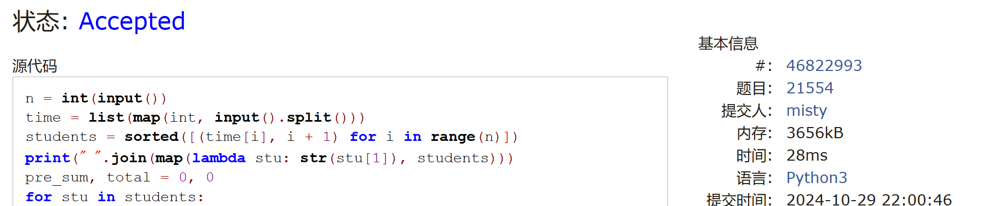 状态: Accepted
源代码
n = int(input())
time = list(map(int, input().split()))
students = sorted([(time[i], i + 1) for i in range(n)])
print(" ".join(map(lambda stu: str(stu[1]), students)))
pre_sum, total = 0, 0
for stu in students:
基本信息
#: 46822993
题目: 21554
提交人: misty
内存: 3656kB
时间: 28ms
语言: Python3
提交时间: 2024-10-29 22:00:46